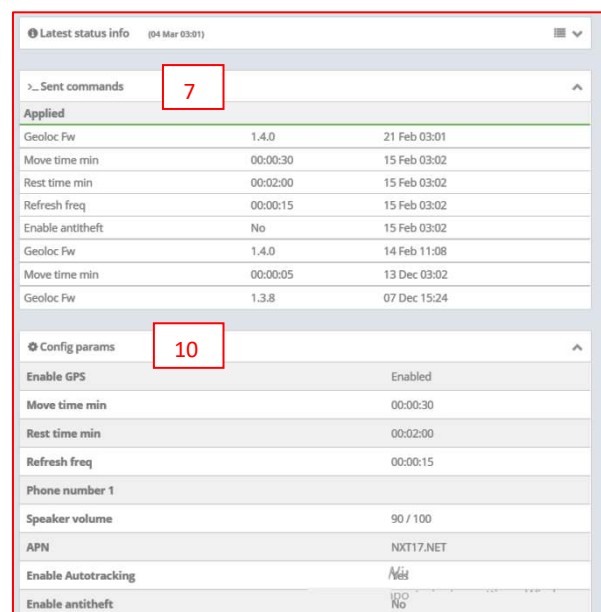 Latest status info (04 Mar 03:01)
>_ Sent commands 7
Applied
Geoloc Fw 1.4.0 21 Feb 03:01
Move time min 00:00:30 15 Feb 03:02
Rest time min 00:02:00 15 Feb 03:02
Refresh freq 00:00:15 15 Feb 03:02
Enable antitheft No 15 Feb 03:02
Geoloc Fw 1.4.0 14 Feb 11:08
Move time min 00:00:05 13 Dec 03:02
Geoloc Fw 1.3.8 07 Dec 15:24
Config params 10
Enable GPS Enabled
Move time min 00:00:30
Rest time min 00:02:00
Refresh freq 00:00:15
Phone number 1
Speaker volume 90 / 100
APN NXT17.NET
Enable Autotracking Yes
Enable antitheft No